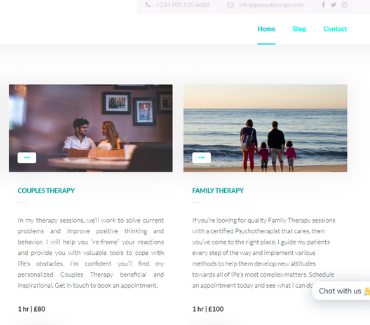 +234 805 555 6680 info@peacetherapy.com
Home Blog Contact
COUPLES THERAPY
In my therapy sessions, we'll work to solve current
problems and improve positive thinking and
behavior. I will help you "re-frame" your reactions
and provide you with valuable tools to cope with
life's obstacles. I'm confident you'll find my
personalized Couples Therapy beneficial and
inspirational. Get in touch to book an appointment.
1 hr | £80
FAMILY THERAPY
If you're looking for quality Family Therapy sessions
with a certified Psychotherapist that cares, then
you've come to the right place. I guide my patients
every step of the way and implement various
methods to help them develop new attitudes
towards all of life's most complex matters. Schedule
an appointment today and see what I can do
1 hr | £100
Chat with us